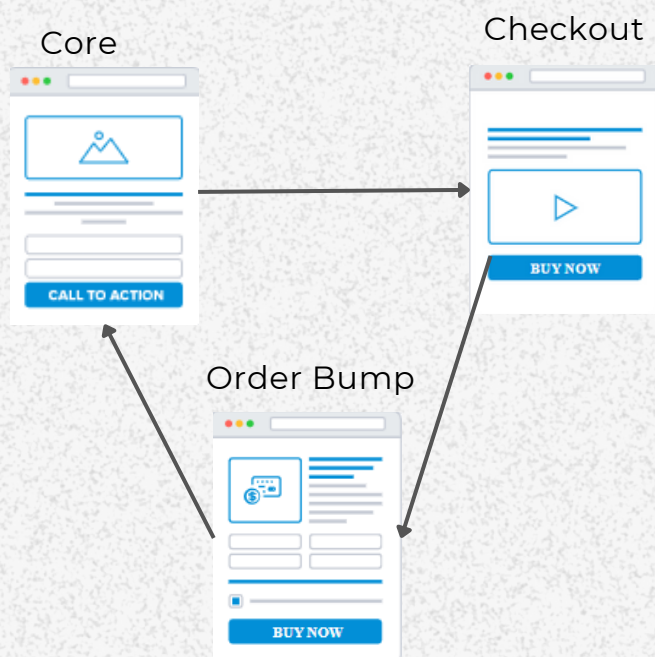 Core
Checkout
CALL TO ACTION
BUY NOW
Order Bump
BUY NOW